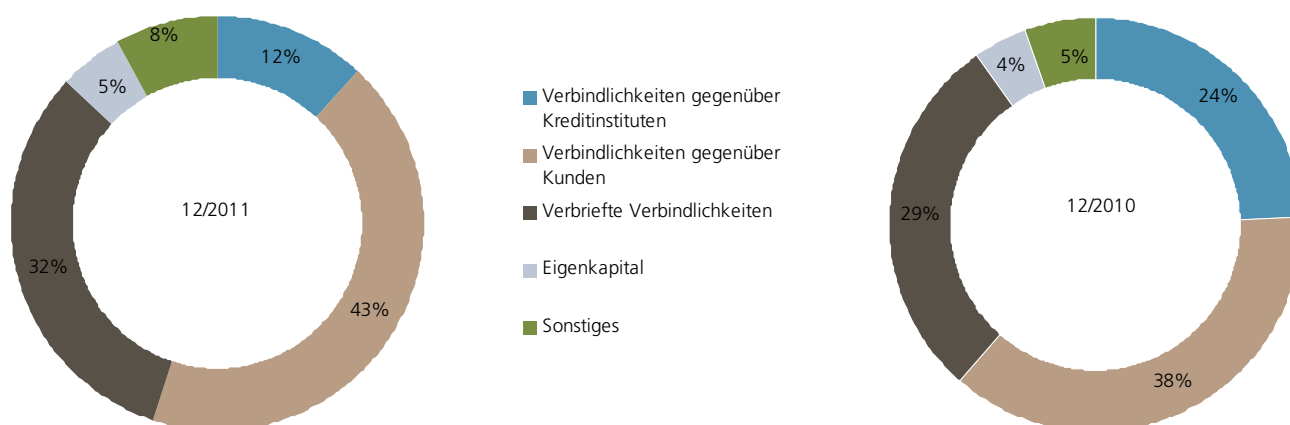 8%
12%
5%
32%
43%
12/2011
Verbindlichkeiten gegenüber
Kreditinstituten
Verbindlichkeiten gegenüber
Kunden
Verbriefte Verbindlichkeiten
Eigenkapital
Sonstiges
4%
5%
24%
29%
38%
12/2010